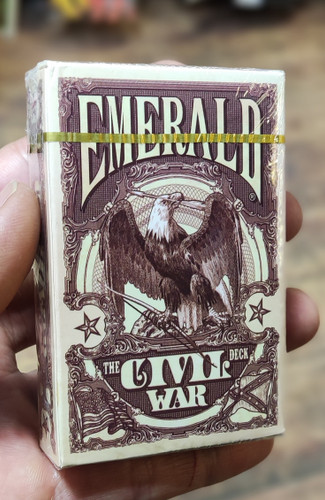 EMERALD
THE CIVIL DECK
WAR